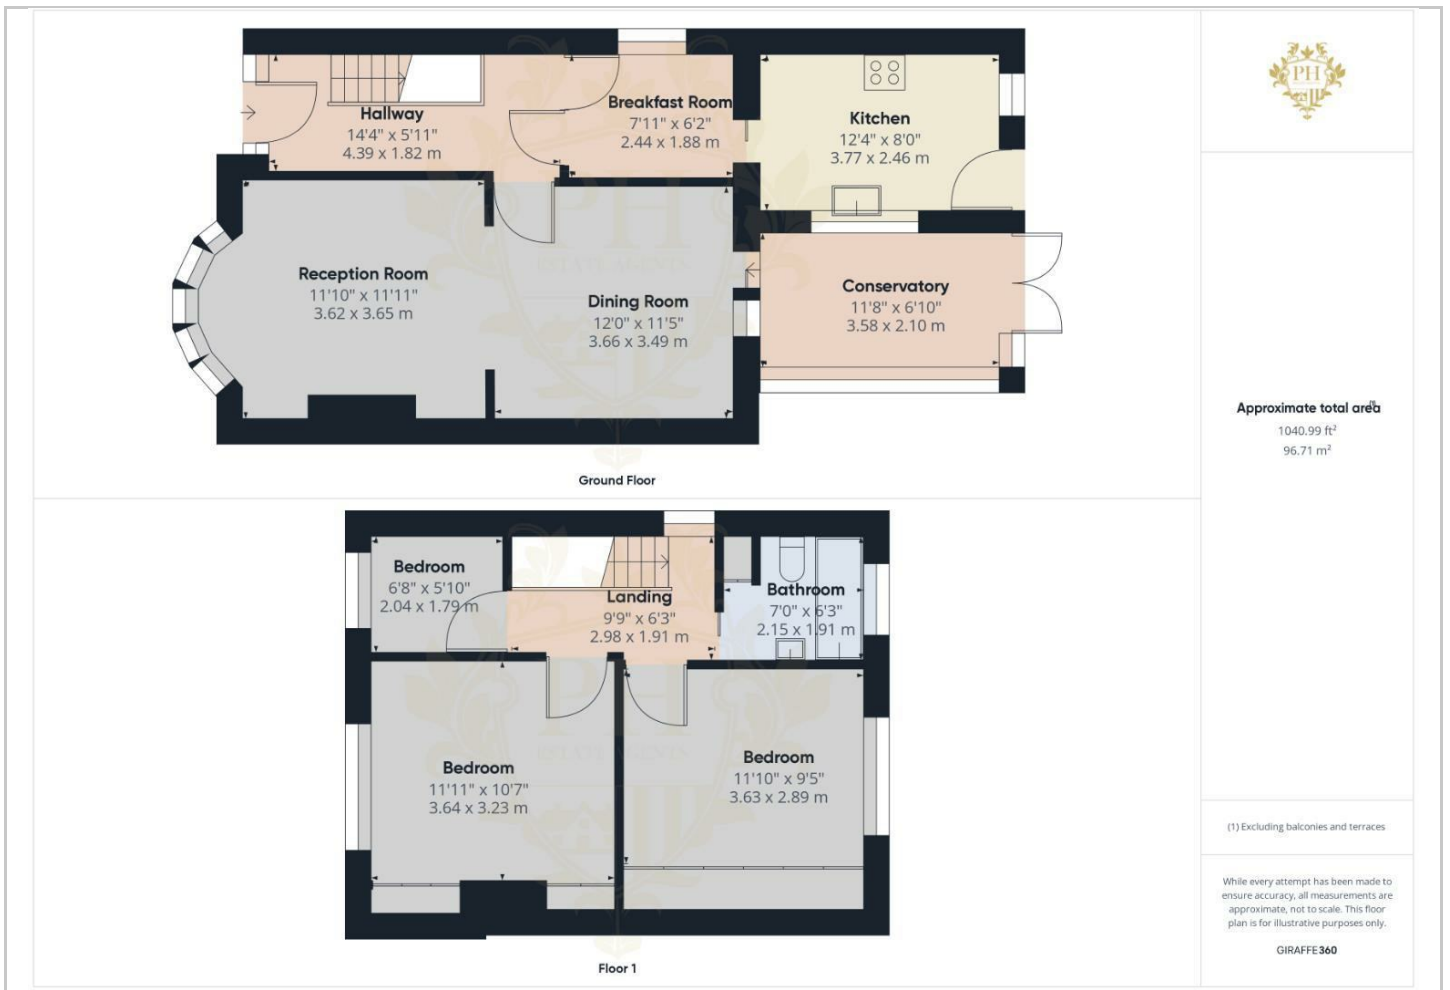 Hallway
14'4" x 5'11"
4.39 x 1.82 m
Breakfast Room
7'11" x 6'2"
2.44 x 1.88 m
Kitchen
12'4" x 8'0"
3.77 x 2.46 m
Reception Room
11'10" x 11'11"
3.62 x 3.65 m
Dining Room
12'0" x 11'5"
3.66 x 3.49 m
Conservatory
11'8" x 6'10"
3.58 x 2.10 m
PH
ESTATE AGENTS
Ground Floor
Bedroom
6'8" x 5'10"
2.04 x 1.79 m
Landing
9'9" x 6'3"
2.98 x 1.91 m
Bathroom
7'0" x 6'3"
2.15 x 1.91 m
Bedroom
11'11" x 10'7"
3.64 x 3.23 m
Bedroom
11'10" x 9'5"
3.63 x 2.89 m
PH
ESTATE AGENTS
Floor 1
PH
Approximate total area
1040.99 ft²
96.71 m²
(1) Excluding balconies and terraces
While every attempt has been made to
ensure accuracy, all measurements are
approximate, not to scale. This floor
plan is for illustrative purposes only.
GIRAFFE360